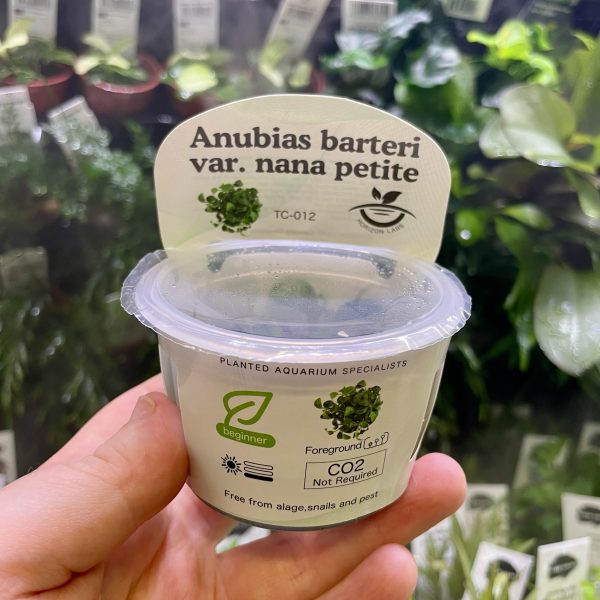 Anubias barteri
var. nana petite
TC-012
HORIZON LABS
PLANTED AQUARIUM SPECIALISTS
beginner
Foreground
CO2
Not Required
Free from alage,snails and pest